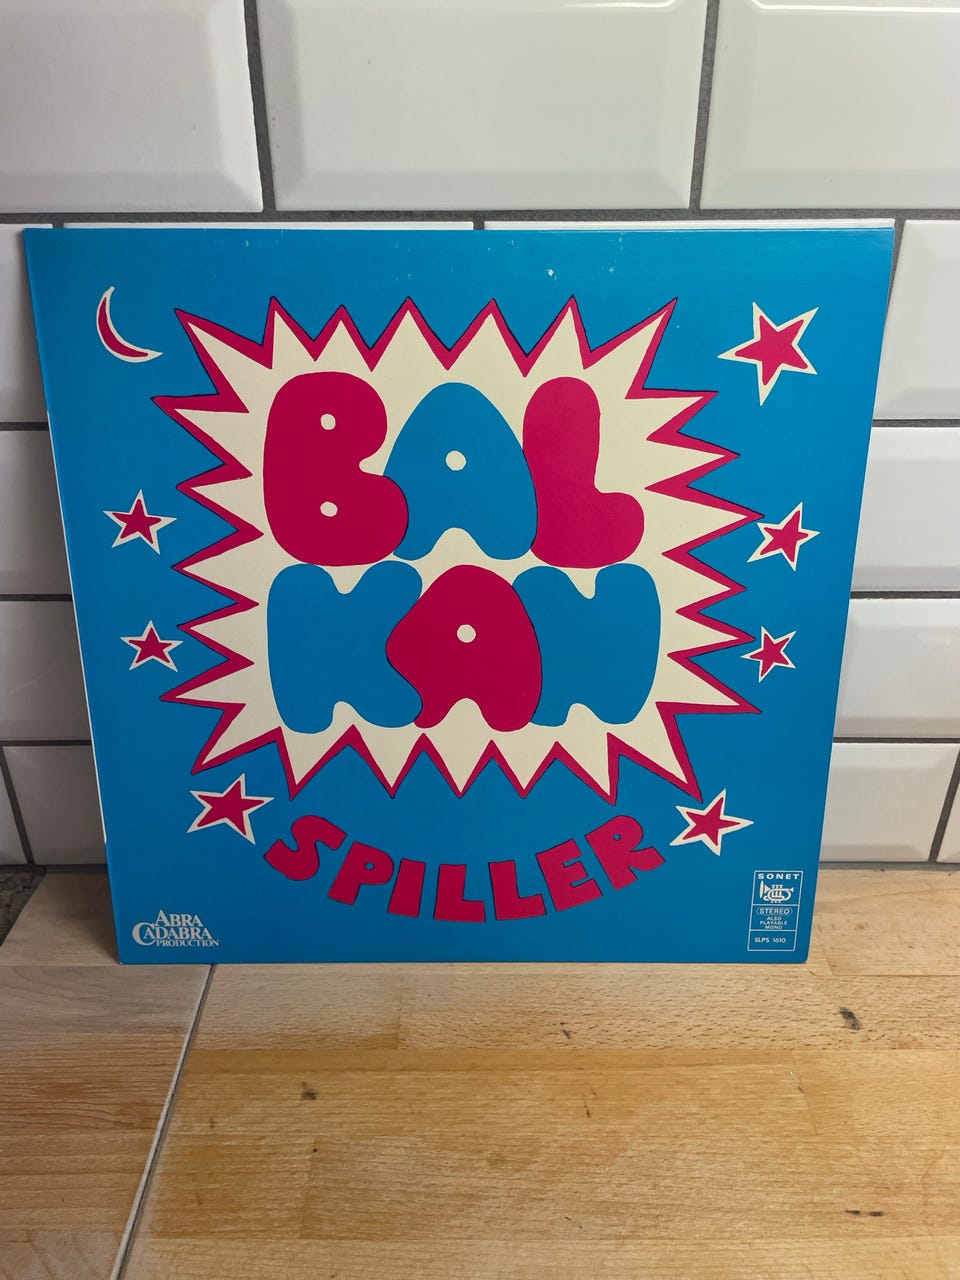 BAL
KAN
SPILLER
ABRA
CADABRA
PRODUCTION
SONET
STEREO
ALSO
PLAYABLE
MONO
SLPS 1610